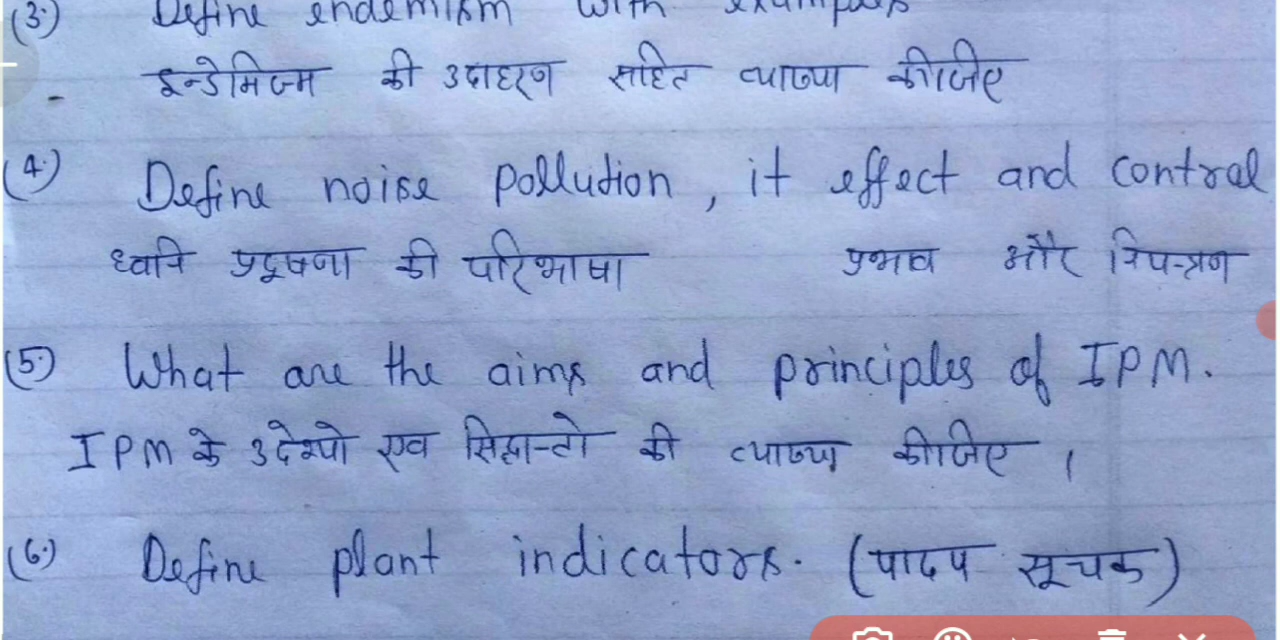 (3.) Define endemism with examples
इन्डेमिज्म की उदाहरण सहित व्याख्या कीजिए
(4.) Define noise pollution, it effect and control
ध्वनि प्रदूषणा की परिभाषा प्रभाव और नियन्त्रण
(5.) What are the aims and principles of IPM.
IPM के उदेश्यो एव सिद्धान्तो की व्याख्या कीजिए।
(6.) Define plant indicators. (पादप सूचक)